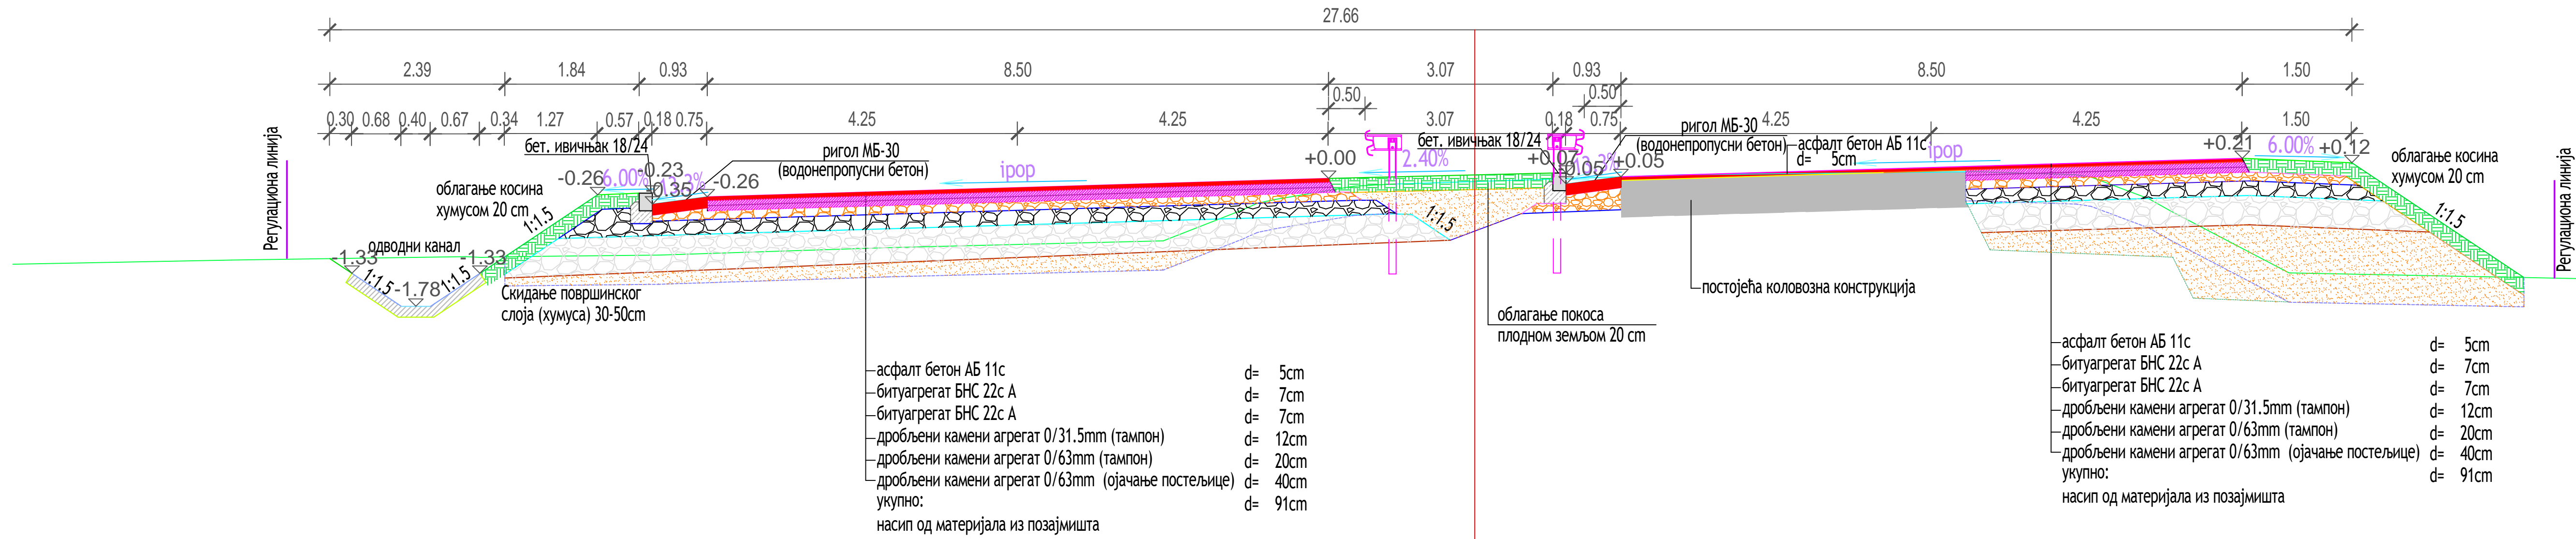 27.66
2.39 1.84 0.93 8.50 3.07 0.93 8.50 1.50
0.50 0.50
0.30 0.68 0.40 0.67 0.34 1.27 0.57 0.18 0.75 4.25 4.25 3.07 0.18 0.75 4.25 4.25 1.50
Регулациона линија
бет. ивичњак 18/24
ригол МБ-30
(водонепропусни бетон)
облагање косина
хумусом 20 cm
1:1.5
-0.26
6.00%
-0.23
-0.35
-0.26
ipop
+0.00
2.40%
бет. ивичњак 18/24
ригол МБ-30
(водонепропусни бетон)
асфалт бетон АБ 11с
d= 5cm
+0.05
ipop
+0.21
6.00%
+0.12
облагање косина
хумусом 20 cm
Регулациона линија
1:1.5
1:1.5
одводни канал
-1.33
-1.33
1:1.5
1:1.5
-1.78
Скидање површинског
слоја (хумуса) 30-50cm
постојећа коловозна конструкција
облагање покоса
плодном земљом 20 cm
асфалт бетон АБ 11с d= 5cm
битуагрегат БНС 22с А d= 7cm
битуагрегат БНС 22с А d= 7cm
дробљени камени агрегат 0/31.5mm (тампон) d= 12cm
дробљени камени агрегат 0/63mm (тампон) d= 20cm
дробљени камени агрегат 0/63mm (ојачање постељице) d= 40cm
укупно: d= 91cm
насип од материјала из позајмишта
асфалт бетон АБ 11с d= 5cm
битуагрегат БНС 22с А d= 7cm
битуагрегат БНС 22с А d= 7cm
дробљени камени агрегат 0/31.5mm (тампон) d= 12cm
дробљени камени агрегат 0/63mm (тампон) d= 20cm
дробљени камени агрегат 0/63mm (ојачање постељице) d= 40cm
укупно: d= 91cm
насип од материјала из позајмишта